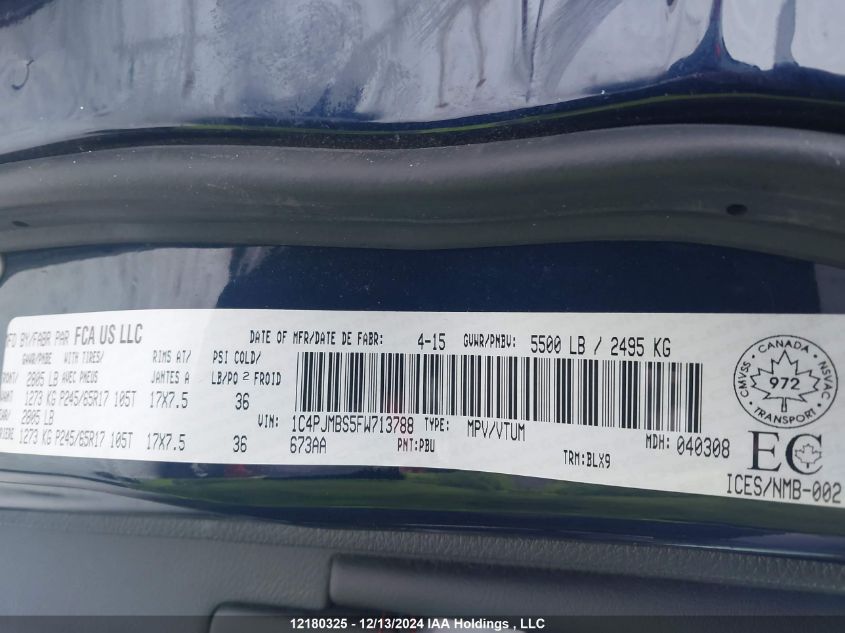 MFD BY/FABR PAR FCA US LLC
DATE OF MFR/DATE DE FABR: 4-15 GVWR/PNBV: 5500 LB / 2495 KG
GAWR/PNBE WITH TIRES/ RIMS AT/ PSI COLD/
FRONT/ 2805 LB AVEC PNEUS JANTES A LB/PO 2 FROID
AVANT 1273 KG P245/65R17 105T 17X7.5 36
REAR/ 2805 LB
ARRIERE 1273 KG P245/65R17 105T 17X7.5 36
VIN: 1C4PJMBS5FW713788 TYPE: MPV/VTUM MDH: 040308
673AA PNT:PBU TRM:BLX9
CANADA
CMVSS 972 NSVAC
EC
ICES/NMB-002
12180325 - 12/13/2024 IAA Holdings , LLC